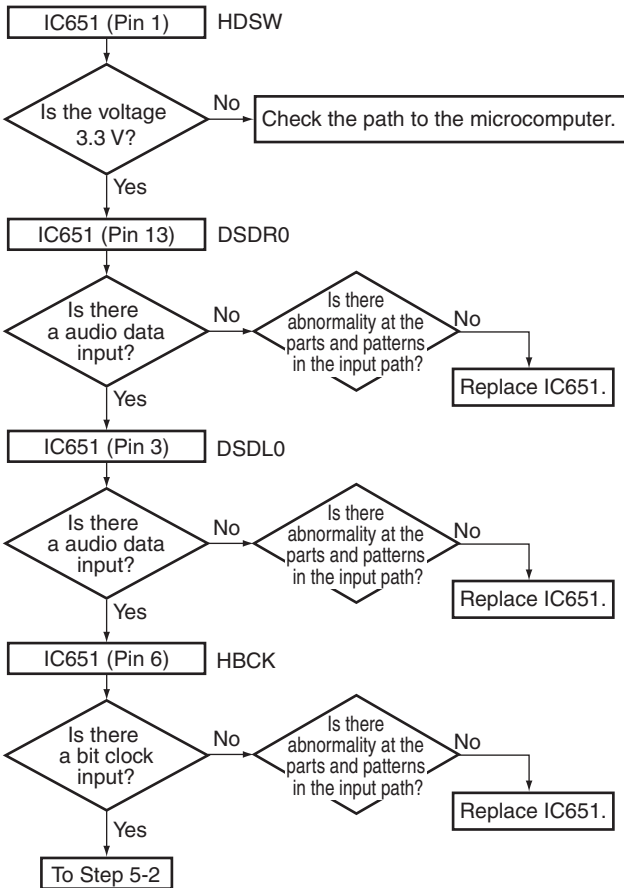 IC651 (Pin 1) HDSW
Is the voltage
3.3 V?
No
Check the path to the microcomputer.
Yes
IC651 (Pin 13) DSDR0
Is there
a audio data
input?
No
Is there
abnormality at the
parts and patterns
in the input path?
No
Replace IC651.
Yes
IC651 (Pin 3) DSDL0
Is there
a audio data
input?
No
Is there
abnormality at the
parts and patterns
in the input path?
No
Replace IC651.
Yes
IC651 (Pin 6) HBCK
Is there
a bit clock
input?
No
Is there
abnormality at the
parts and patterns
in the input path?
No
Replace IC651.
Yes
To Step 5-2